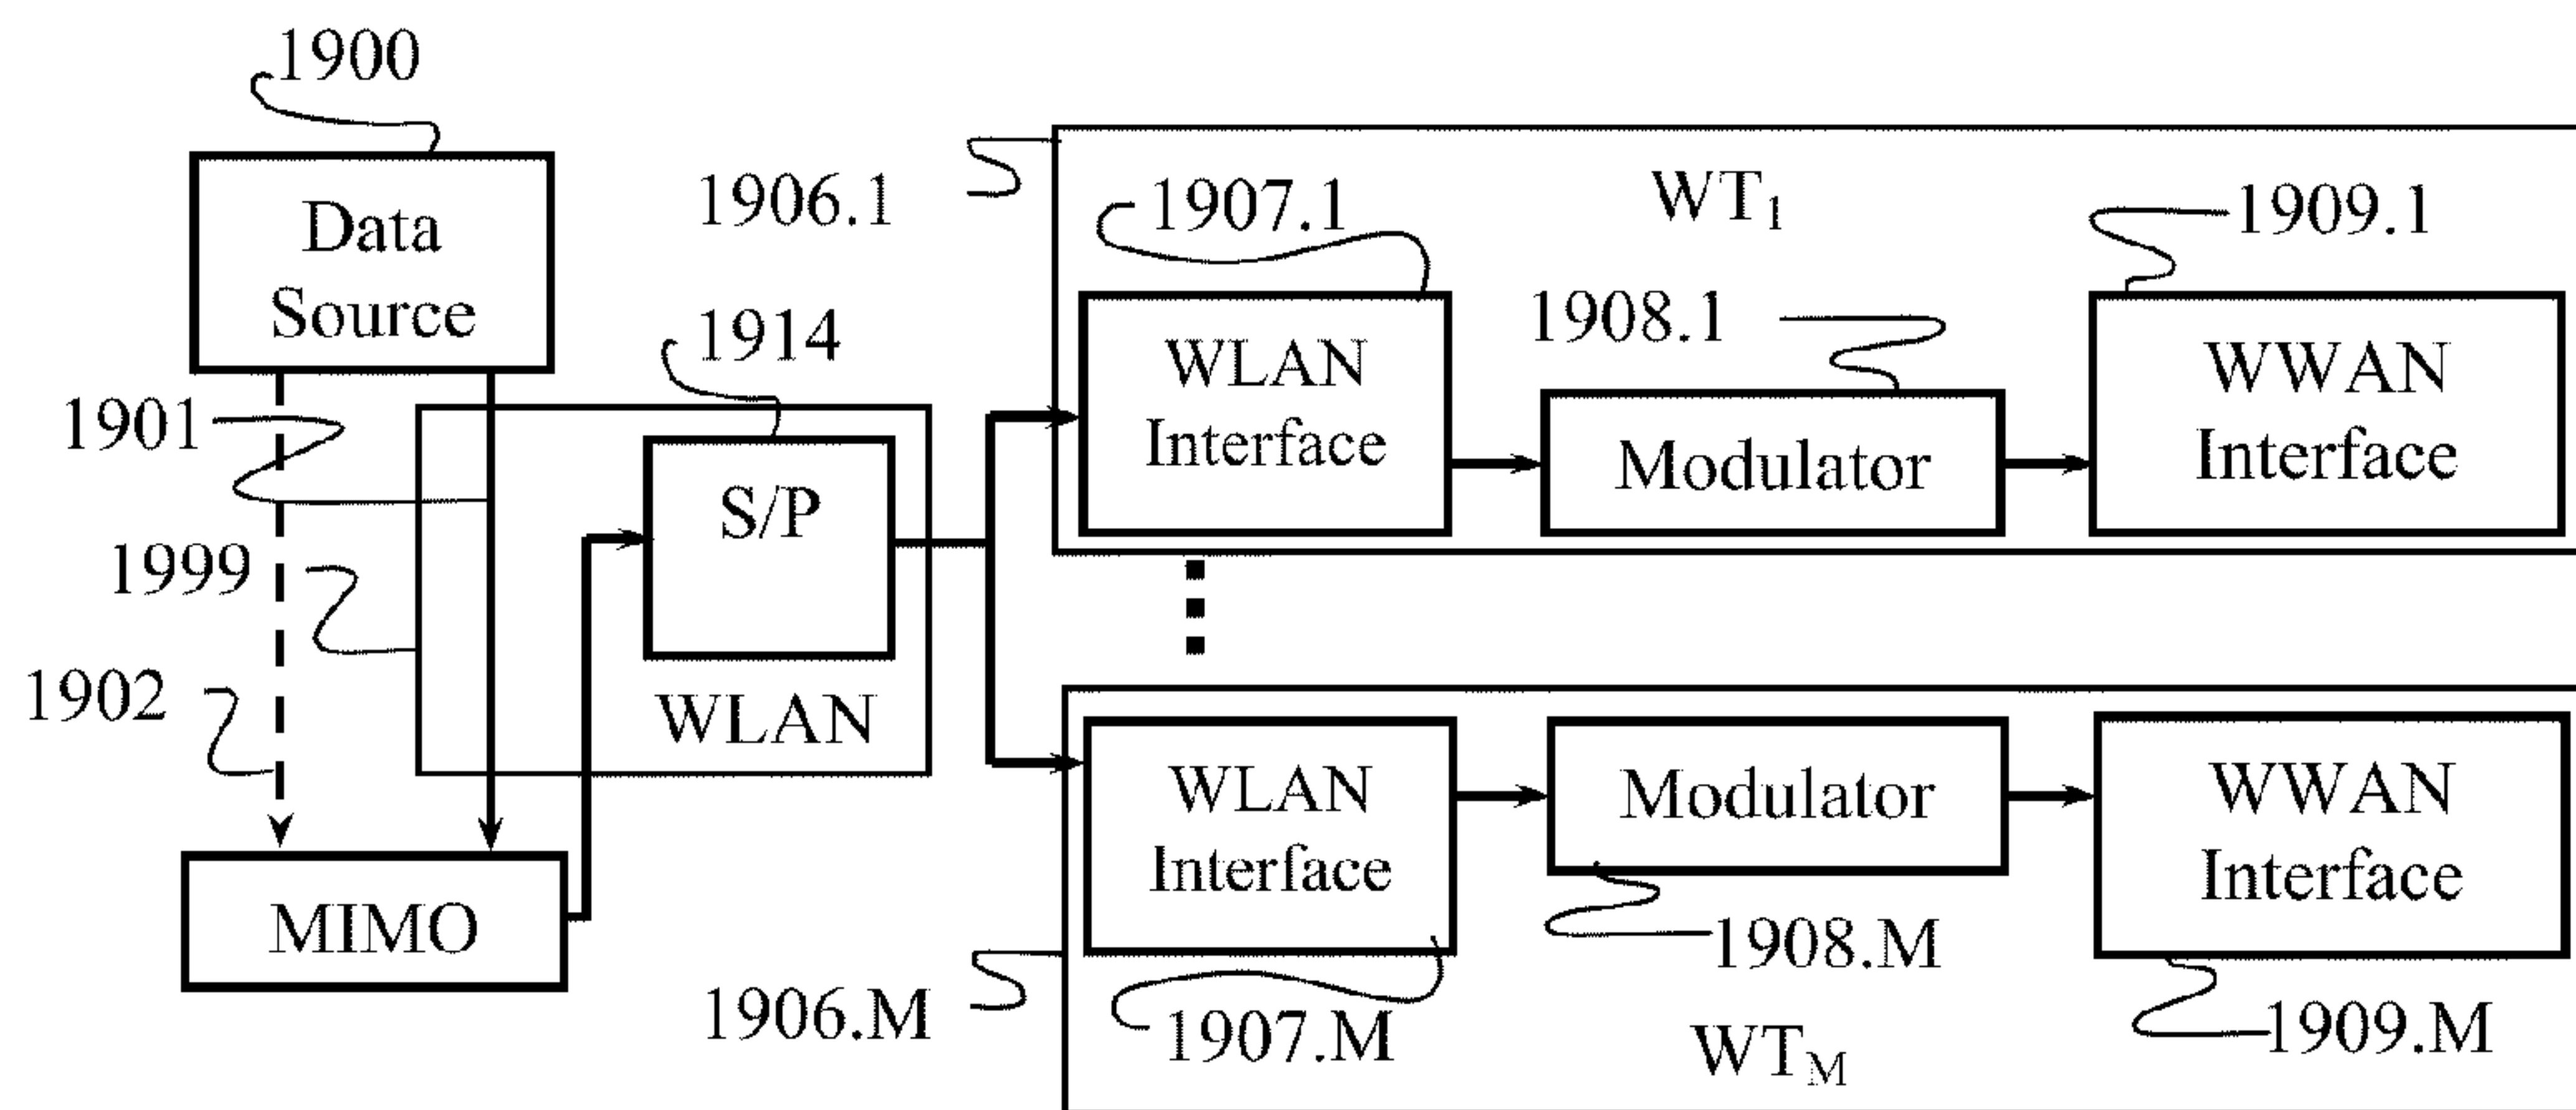 1900
Data
Source
1901
1999
1902
MIMO
1914
S/P
WLAN
1906.1
1907.1
WT1
1909.1
1908.1
WLAN
Interface
Modulator
WWAN
Interface
WLAN
Interface
Modulator
WWAN
Interface
1906.M
1907.M
1908.M
WTM
1909.M